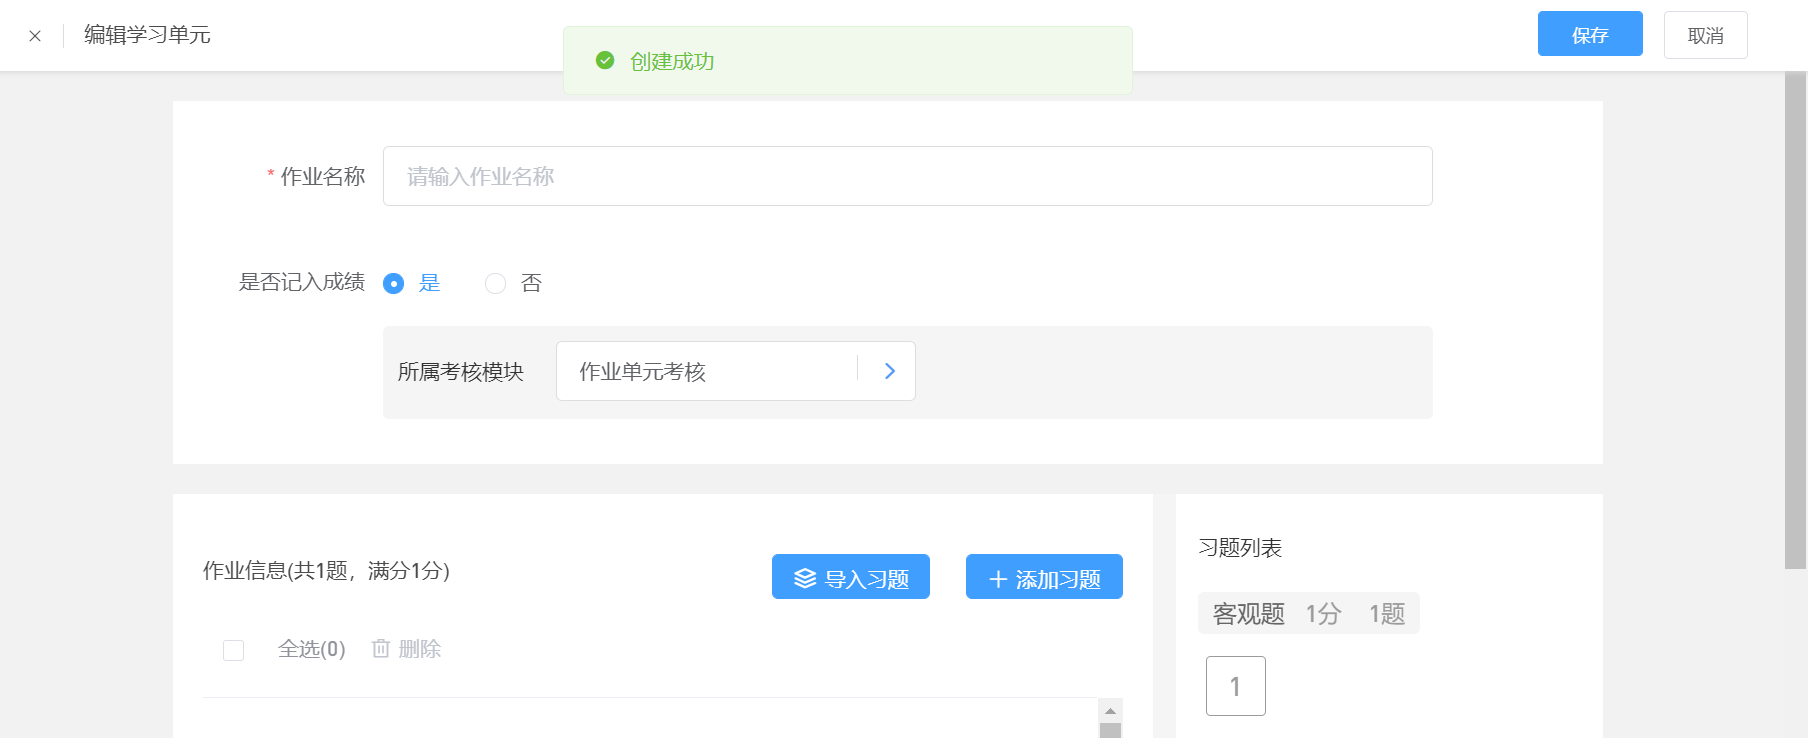 编辑学习单元
创建成功
保存
取消
* 作业名称
请输入作业名称
是否记入成绩
是
否
所属考核模块
作业单元考核
作业信息(共1题，满分1分)
导入习题
添加习题
全选(0)
删除
习题列表
客观题 1分 1题
1